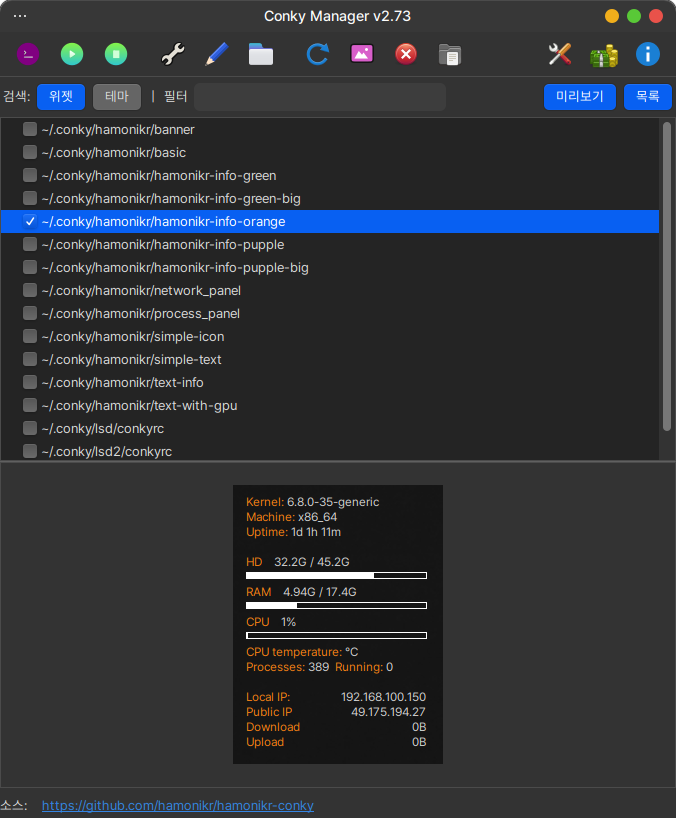 Conky Manager v2.73
검색: 위젯 테마 | 필터 미리보기 목록
~/.conky/hamonikr/banner
~/.conky/hamonikr/basic
~/.conky/hamonikr/hamonikr-info-green
~/.conky/hamonikr/hamonikr-info-green-big
~/.conky/hamonikr/hamonikr-info-orange
~/.conky/hamonikr/hamonikr-info-pupple
~/.conky/hamonikr/hamonikr-info-pupple-big
~/.conky/hamonikr/network_panel
~/.conky/hamonikr/process_panel
~/.conky/hamonikr/simple-icon
~/.conky/hamonikr/simple-text
~/.conky/hamonikr/text-info
~/.conky/hamonikr/text-with-gpu
~/.conky/lsd/conkyrc
~/.conky/lsd2/conkyrc
Kernel: 6.8.0-35-generic
Machine: x86_64
Uptime: 1d 1h 11m
HD 32.2G / 45.2G
RAM 4.94G / 17.4G
CPU 1%
CPU temperature: °C
Processes: 389 Running: 0
Local IP: 192.168.100.150
Public IP 49.175.194.27
Download 0B
Upload 0B
소스: https://github.com/hamonikr/hamonikr-conky